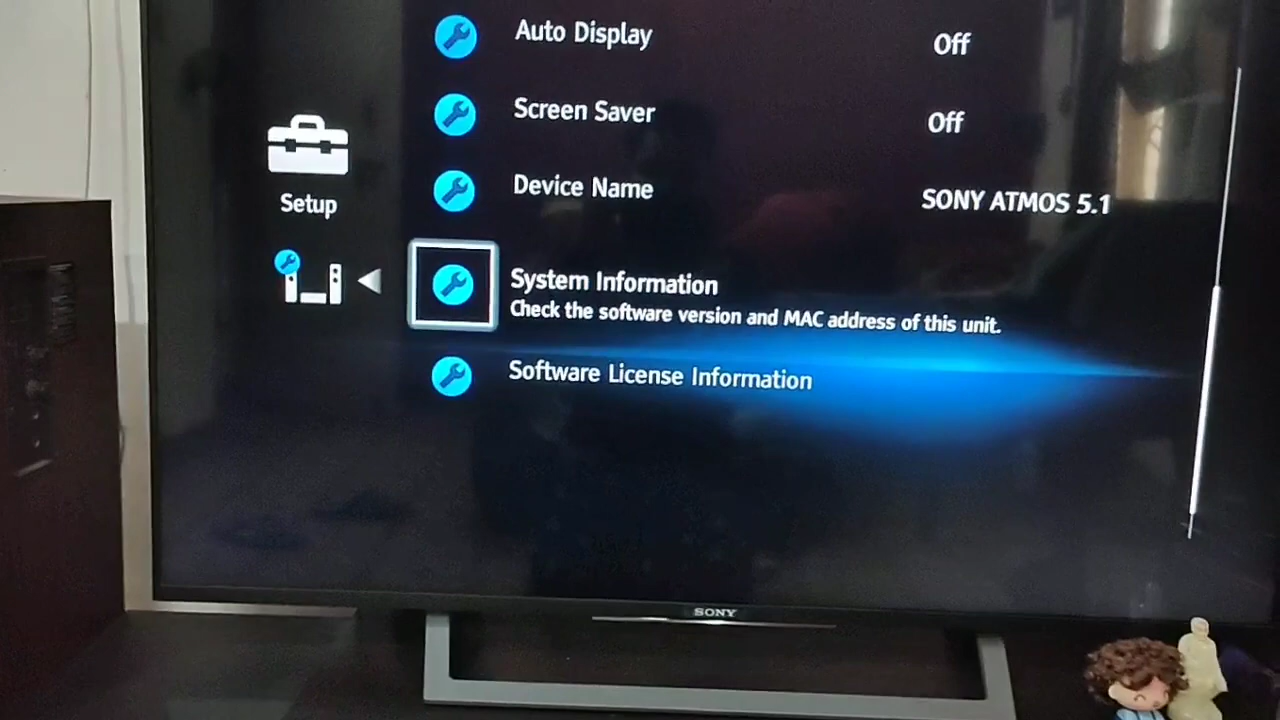 Auto Display
Off
Screen Saver
Off
Setup
Device Name
SONY ATMOS 5.1
System Information
Check the software version and MAC address of this unit.
Software License Information
SONY